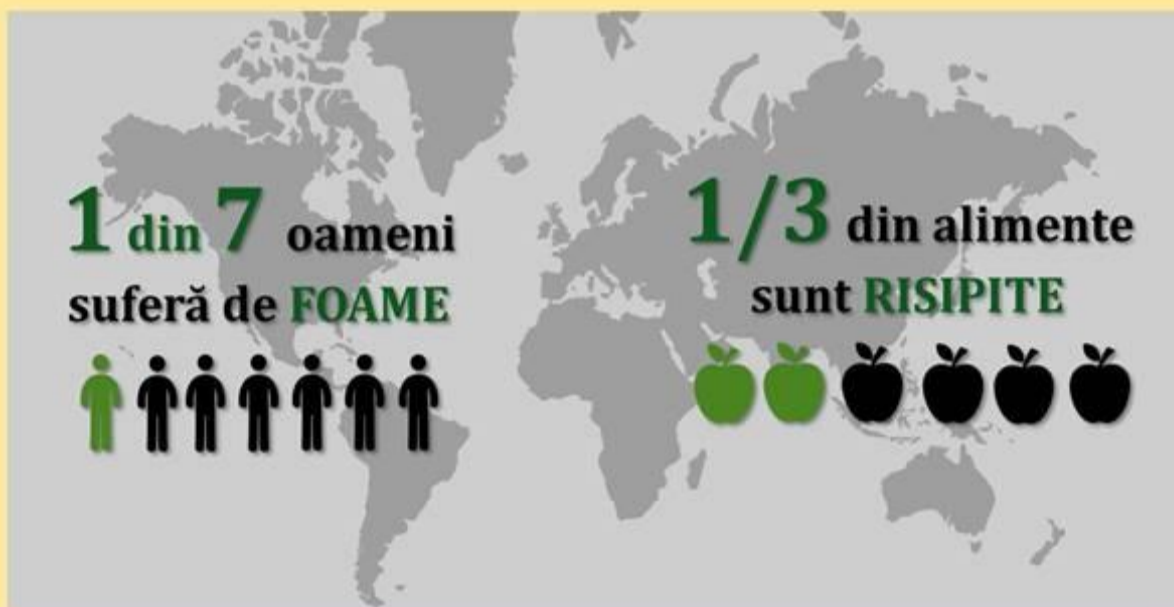 1 din 7 oameni
suferă de FOAME
1/3 din alimente
sunt RISIPITE